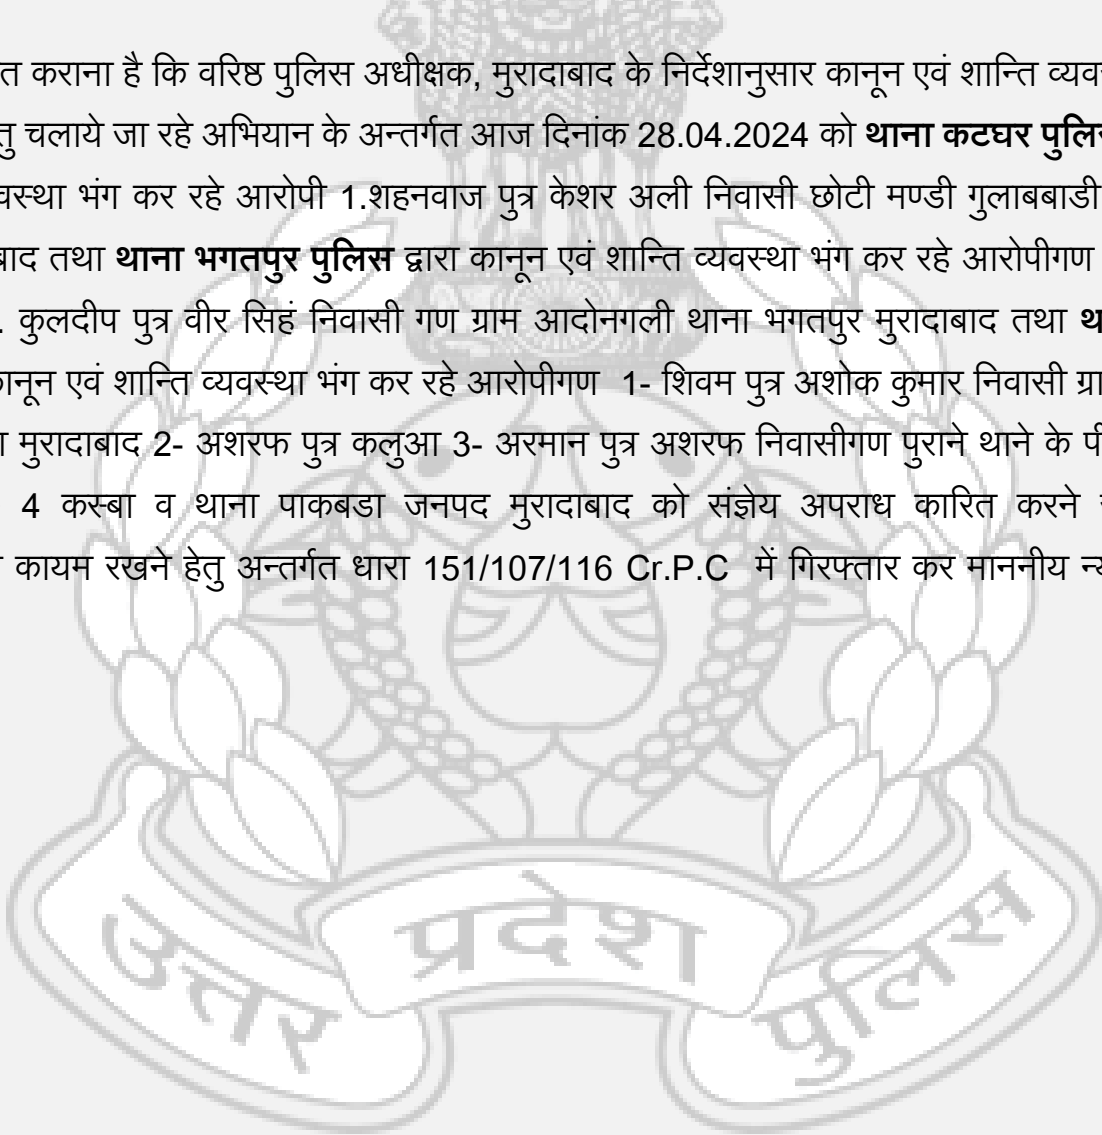 त कराना है कि वरिष्ठ पुलिस अधीक्षक, मुरादाबाद के निर्देशानुसार कानून एवं शान्ति व्यव
तु चलाये जा रहे अभियान के अन्तर्गत आज दिनांक 28.04.2024 को थाना कटघर पुलिस
वस्था भंग कर रहे आरोपी 1.शहनवाज पुत्र केशर अली निवासी छोटी मण्डी गुलाबबाडी
बाद तथा थाना भगतपुर पुलिस द्वारा कानून एवं शान्ति व्यवस्था भंग कर रहे आरोपीगण
. कुलदीप पुत्र वीर सिहं निवासी गण ग्राम आदोनगली थाना भगतपुर मुरादाबाद तथा था
कानून एवं शान्ति व्यवस्था भंग कर रहे आरोपीगण 1- शिवम पुत्र अशोक कुमार निवासी ग्रा
ा मुरादाबाद 2- अशरफ पुत्र कलुआ 3- अरमान पुत्र अशरफ निवासीगण पुराने थाने के पी
4 कस्बा व थाना पाकबडा जनपद मुरादाबाद को संज्ञेय अपराध कारित करने
कायम रखने हेतु अन्तर्गत धारा 151/107/116 Cr.P.C में गिरफ्तार कर माननीय न्य
उत्तर प्रदेश पुलिस